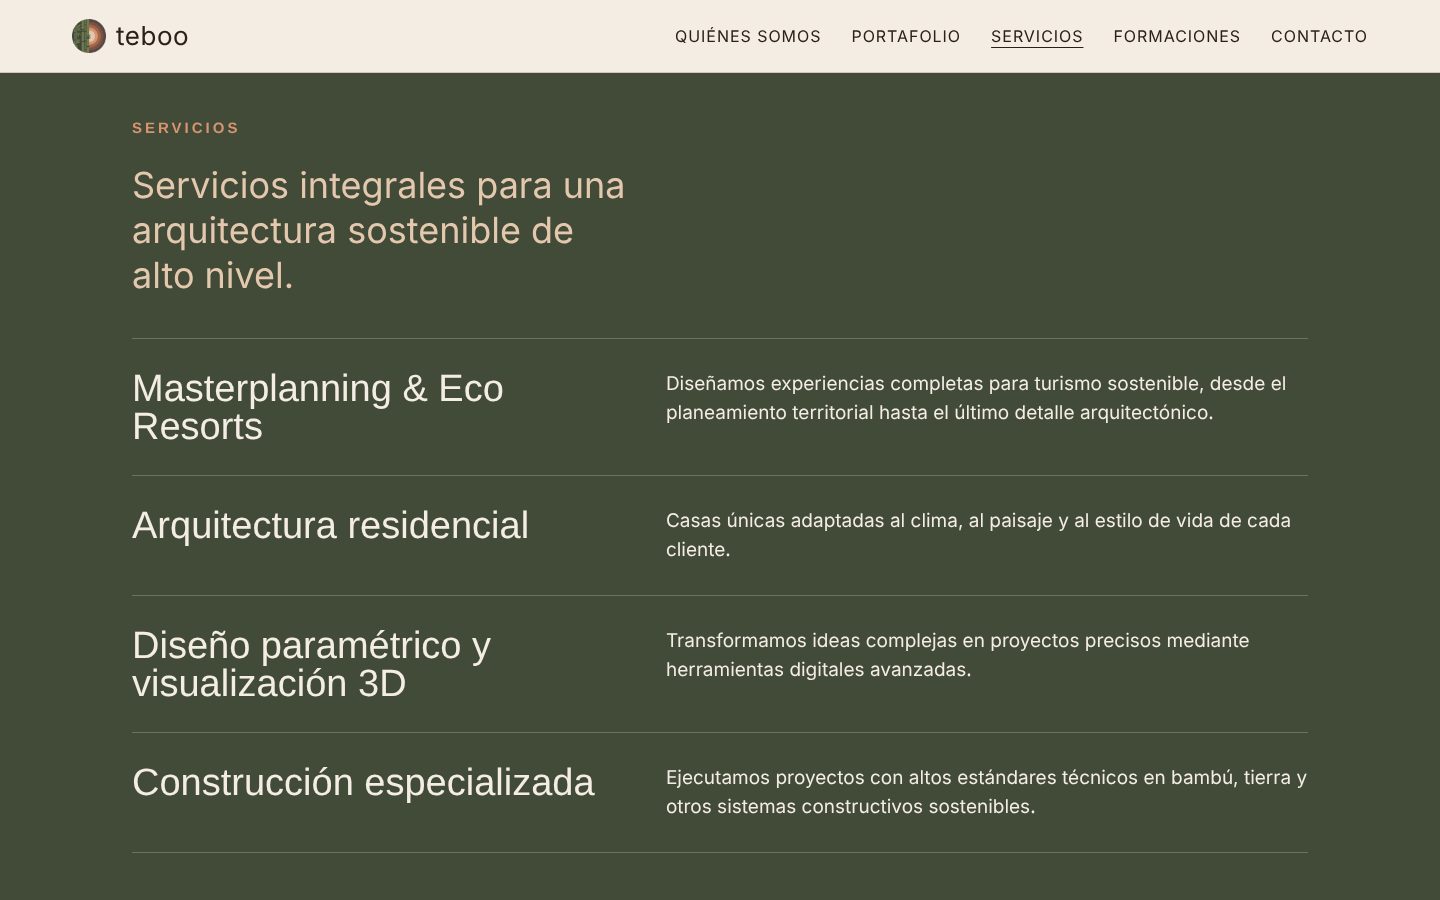 teboo
QUIÉNES SOMOS
PORTAFOLIO
SERVICIOS
FORMACIONES
CONTACTO
SERVICIOS
Servicios integrales para una
arquitectura sostenible de
alto nivel.
Masterplanning & Eco
Resorts
Diseñamos experiencias completas para turismo sostenible, desde el
planeamiento territorial hasta el último detalle arquitectónico.
Arquitectura residencial
Casas únicas adaptadas al clima, al paisaje y al estilo de vida de cada
cliente.
Diseño paramétrico y
visualización 3D
Transformamos ideas complejas en proyectos precisos mediante
herramientas digitales avanzadas.
Construcción especializada
Ejecutamos proyectos con altos estándares técnicos en bambú, tierra y
otros sistemas constructivos sostenibles.